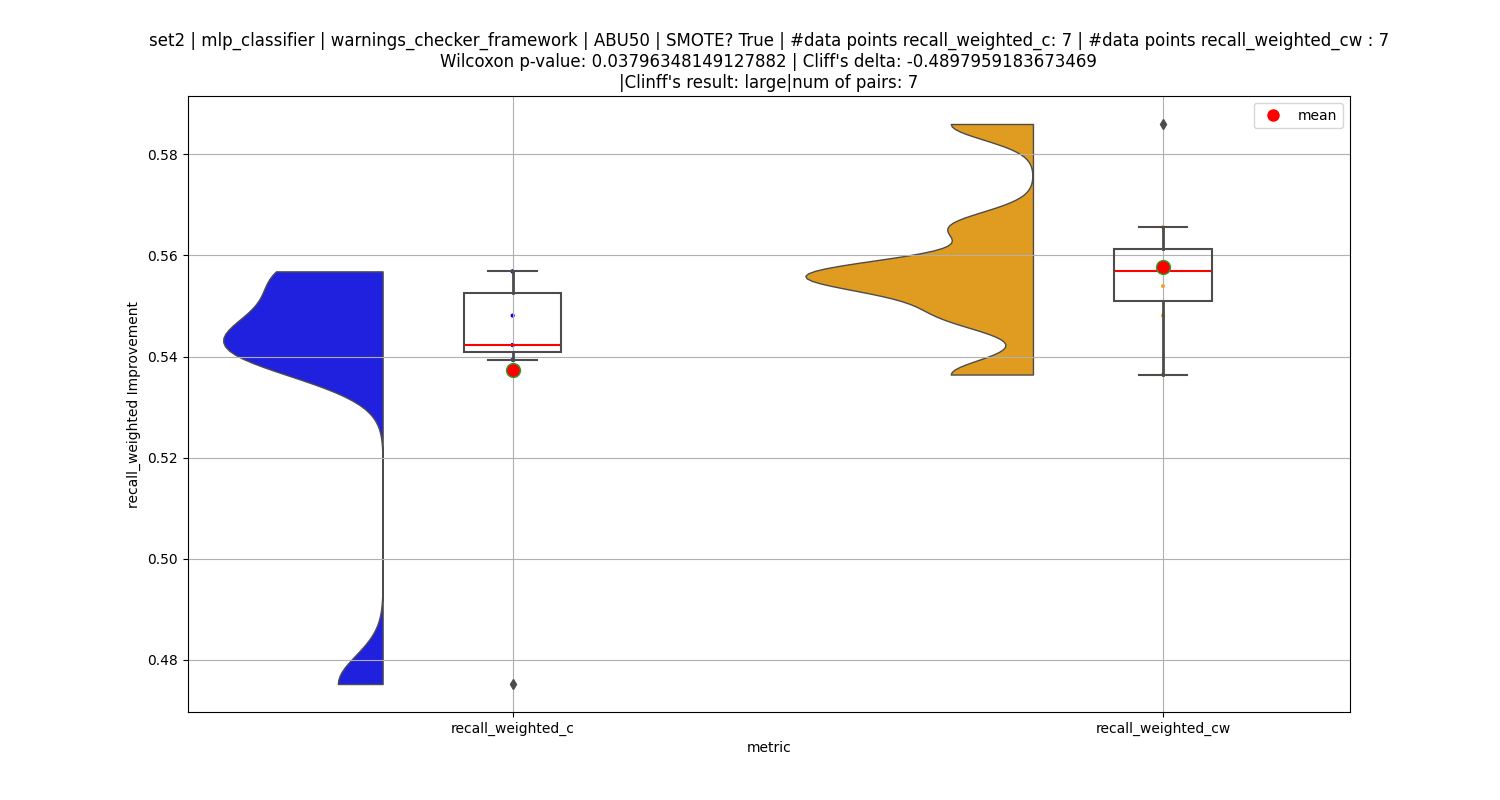 set2 | mlp_classifier | warnings_checker_framework | ABU50 | SMOTE? True | #data points recall_weighted_c: 7 | #data points recall_weighted_cw : 7
Wilcoxon p-value: 0.03796348149127882 | Cliff's delta: -0.4897959183673469
|Clinff's result: large|num of pairs: 7
mean
0.58
0.56
0.54
0.52
0.50
0.48
recall_weighted Improvement
recall_weighted_c
recall_weighted_cw
metric